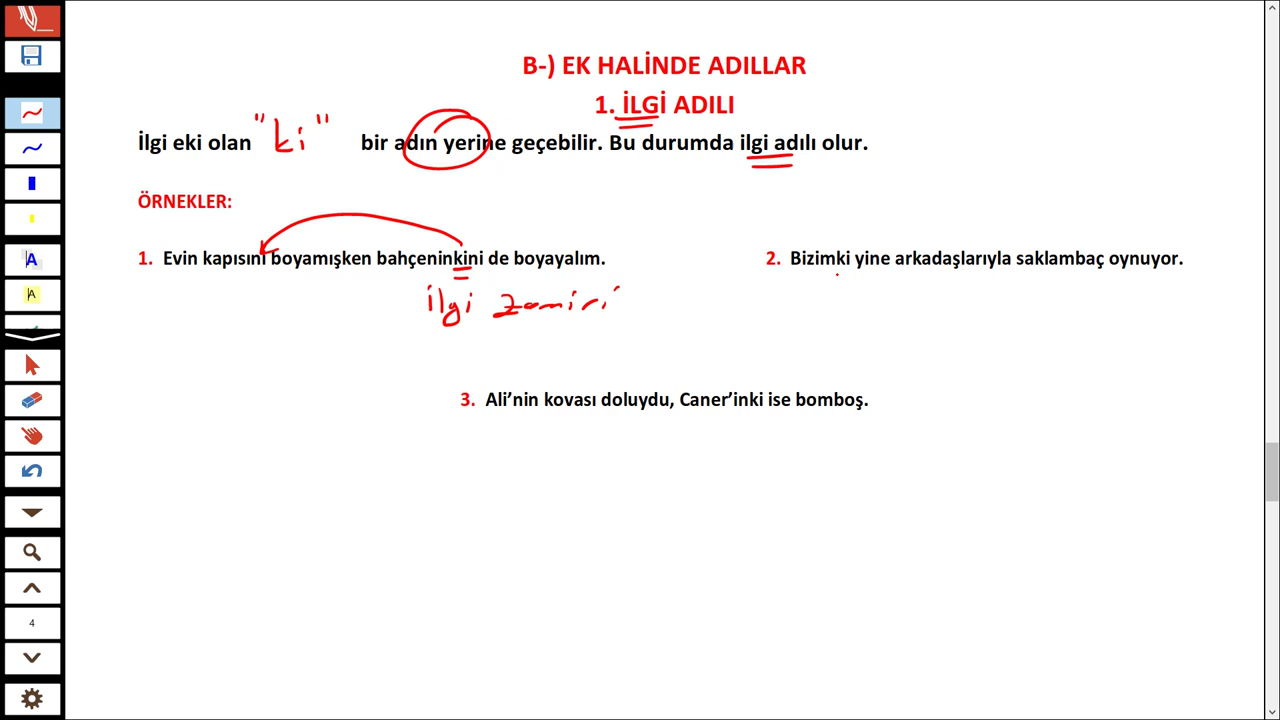 B-) EK HALİNDE ADILLAR
1. İLGİ ADILI
İlgi eki olan "ki" bir adın yerine geçebilir. Bu durumda ilgi adılı olur.
ÖRNEKLER:
1. Evin kapısını boyamışken bahçeninkini de boyayalım.
2. Bizimki yine arkadaşlarıyla saklambaç oynuyor.
ilgi zamiri
3. Ali’nin kovası doluydu, Caner’inki ise bomboş.
A
A
4